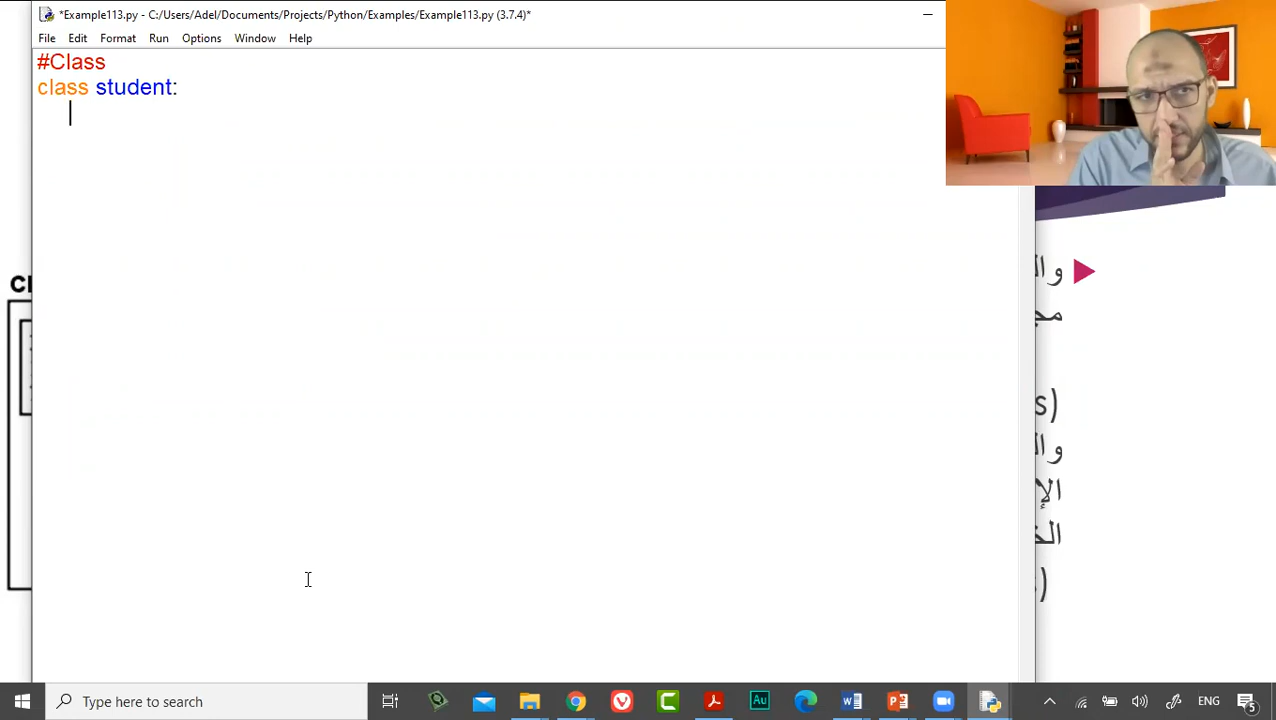 *Example113.py - C:/Users/Adel/Documents/Projects/Python/Examples/Example113.py (3.7.4)*
File Edit Format Run Options Window Help
#Class
class student:
Type here to search
ENG
5